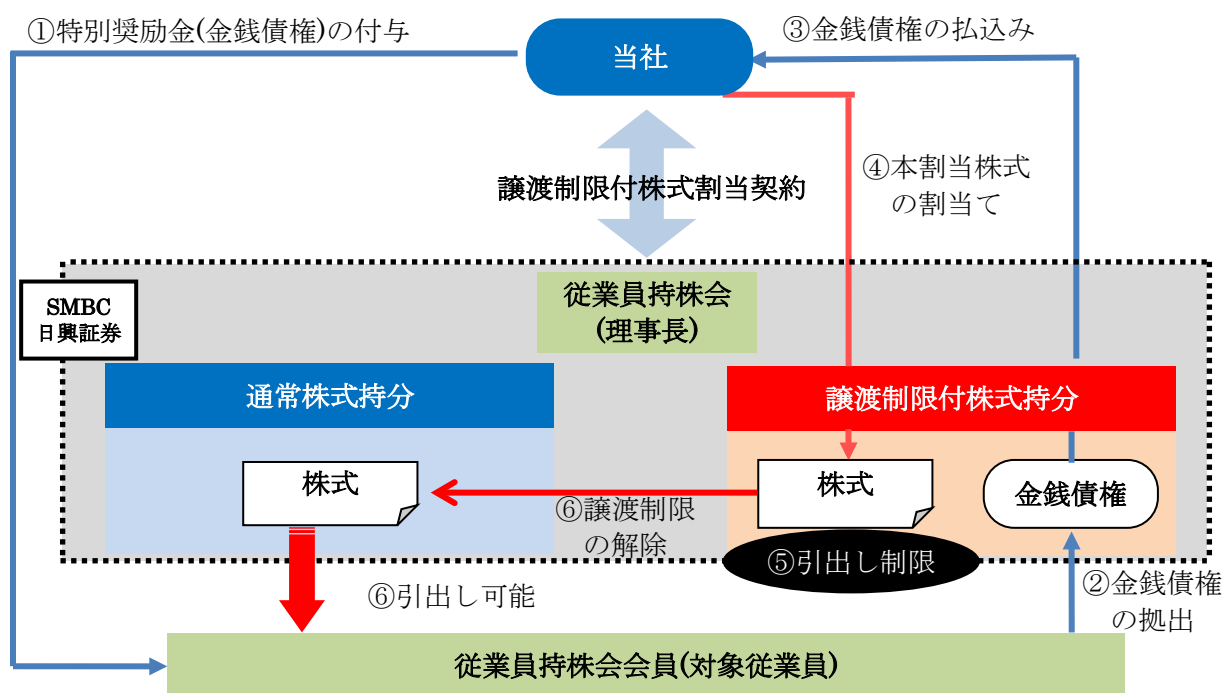 ①特別奨励金(金銭債権)の付与
当社
③金銭債権の払込み
譲渡制限付株式割当契約
④本割当株式
の割当て
SMBC
日興証券
従業員持株会
(理事長)
通常株式持分
譲渡制限付株式持分
株式
株式
金銭債権
⑥譲渡制限
の解除
⑤引出し制限
⑥引出し可能
②金銭債権
の拠出
従業員持株会会員(対象従業員)